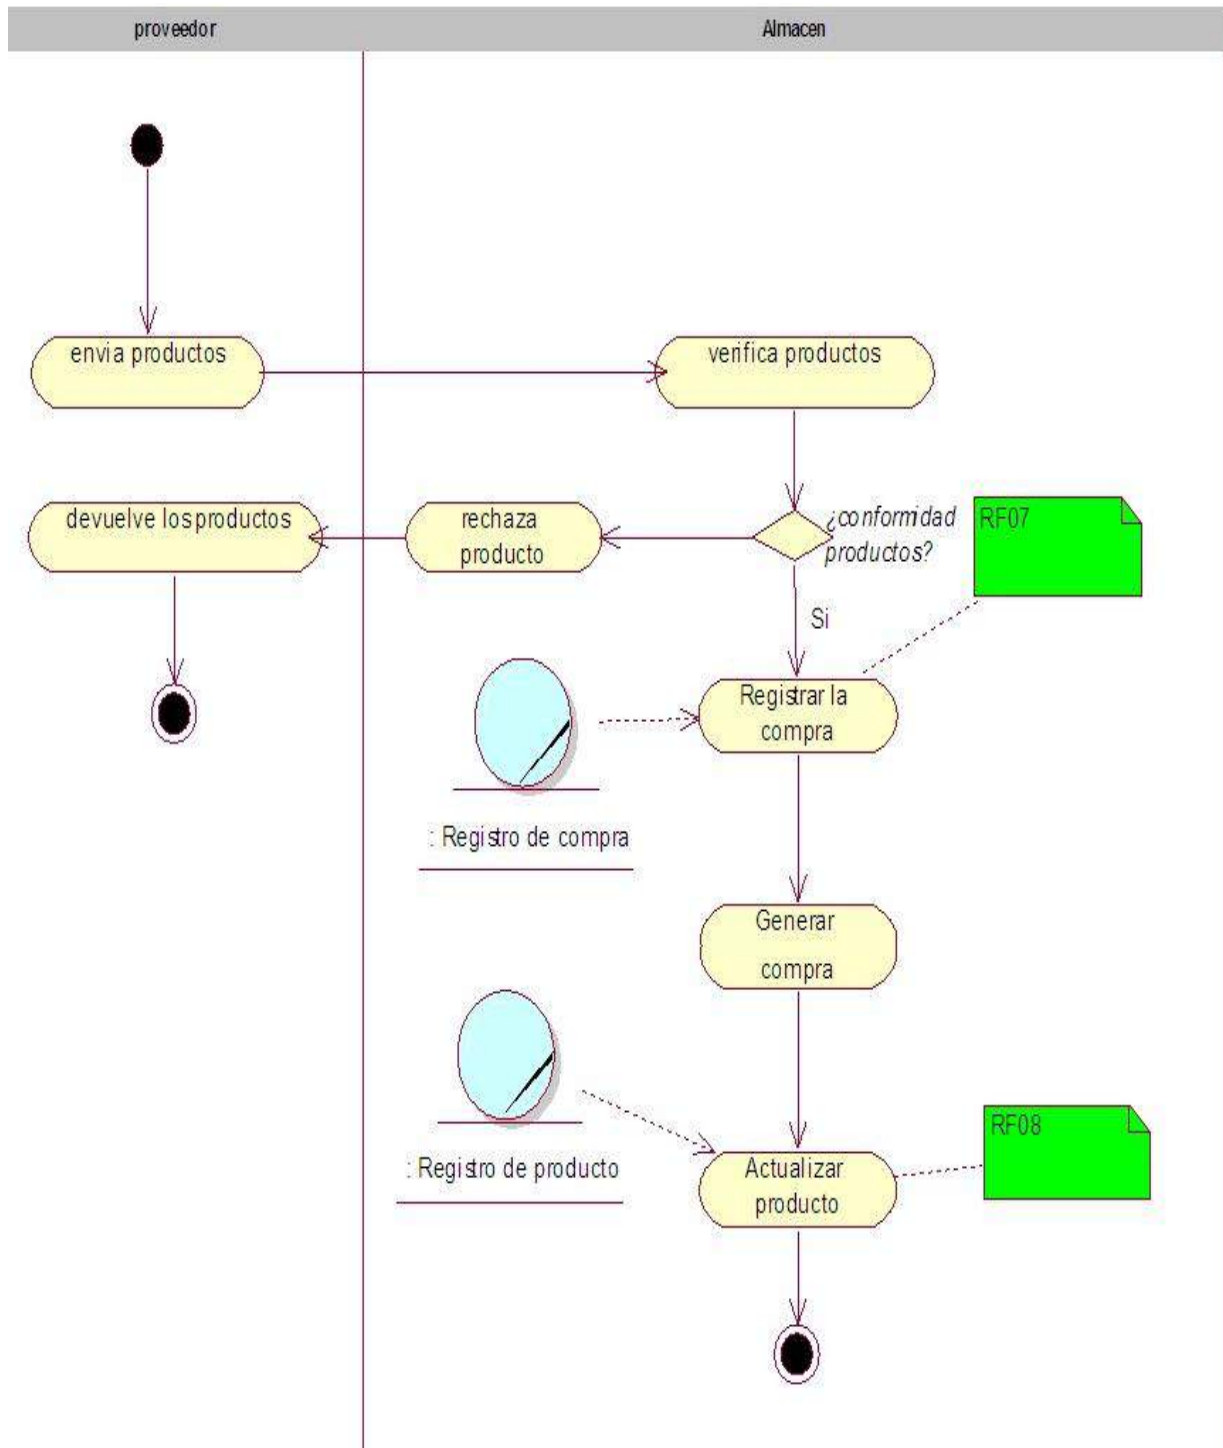 proveedor
Almacen
envia productos
verifica productos
devuelve los productos
rechaza
producto
¿conformidad
productos?
RF07
Si
Registrar la
compra
: Registro de compra
Generar
compra
: Registro de producto
Actualizar
producto
RF08